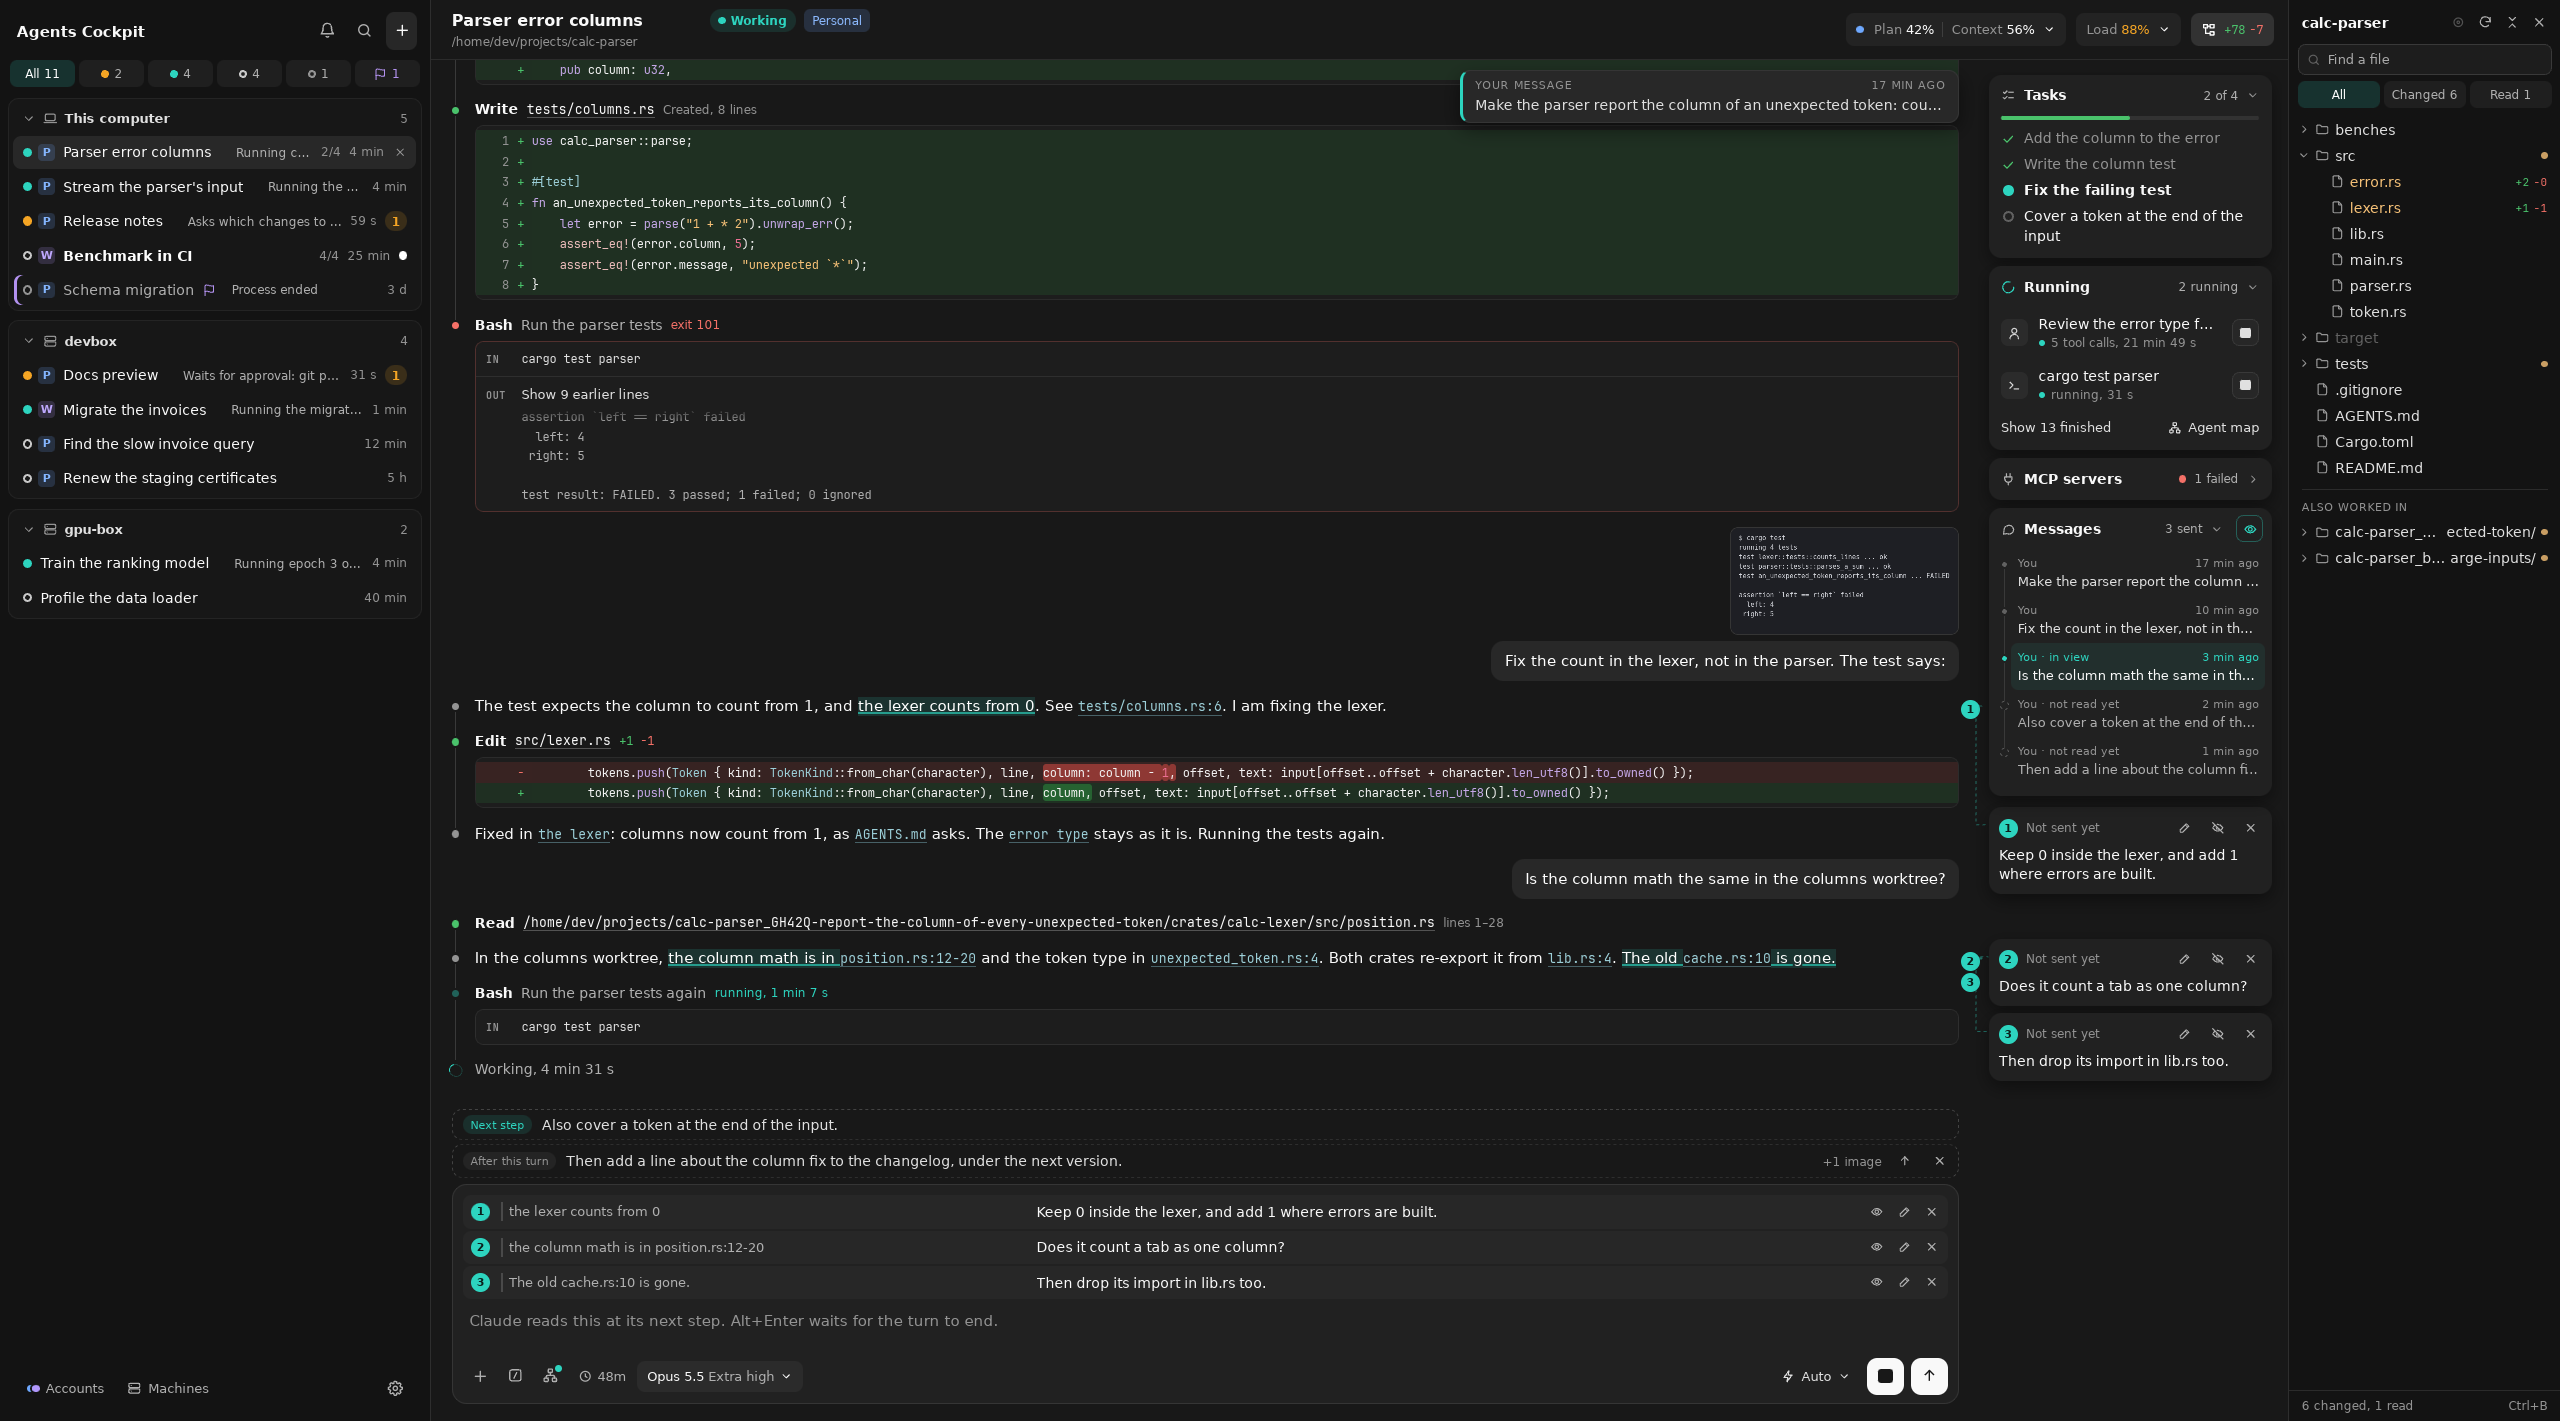 Agents Cockpit
All 11
2
4
4
1
1
This computer 5
P Parser error columns Running c... 2/4 4 min
P Stream the parser's input Running the ... 4 min
P Release notes Asks which changes to ... 59 s 1
W Benchmark in CI 4/4 25 min
P Schema migration Process ended 3 d
devbox 4
P Docs preview Waits for approval: git p... 31 s 1
W Migrate the invoices Running the migrat... 1 min
P Find the slow invoice query 12 min
P Renew the staging certificates 5 h
gpu-box 2
Train the ranking model Running epoch 3 o... 4 min
Profile the data loader 40 min
Accounts Machines
Parser error columns Working Personal
/home/dev/projects/calc-parser
Plan 42% Context 56%
Load 88%
+78 -7
+ pub column: u32,
YOUR MESSAGE 17 MIN AGO
Make the parser report the column of an unexpected token: cou...
Write tests/columns.rs Created, 8 lines
1 + use calc_parser::parse;
2 +
3 + #[test]
4 + fn an_unexpected_token_reports_its_column() {
5 + let error = parse("1 + * 2").unwrap_err();
6 + assert_eq!(error.column, 5);
7 + assert_eq!(error.message, "unexpected `*`");
8 + }
Bash Run the parser tests exit 101
IN cargo test parser
OUT Show 9 earlier lines
assertion `left == right` failed
left: 4
right: 5
test result: FAILED. 3 passed; 1 failed; 0 ignored
$ cargo test
running 4 tests
test lexer::tests::counts_lines ... ok
test parser::tests::parses_a_sum ... ok
test an_unexpected_token_reports_its_column ... FAILED
assertion `left == right` failed
left: 4
right: 5
Fix the count in the lexer, not in the parser. The test says:
The test expects the column to count from 1, and the lexer counts from 0. See tests/columns.rs:6. I am fixing the lexer.
1
Edit src/lexer.rs +1 -1
- tokens.push(Token { kind: TokenKind::from_char(character), line, column: column - 1, offset, text: input[offset..offset + character.len_utf8()].to_owned() });
+ tokens.push(Token { kind: TokenKind::from_char(character), line, column, offset, text: input[offset..offset + character.len_utf8()].to_owned() });
Fixed in the lexer: columns now count from 1, as AGENTS.md asks. The error type stays as it is. Running the tests again.
Is the column math the same in the columns worktree?
Read /home/dev/projects/calc-parser_GH42Q-report-the-column-of-every-unexpected-token/crates/calc-lexer/src/position.rs lines 1–28
In the columns worktree, the column math is in position.rs:12-20 and the token type in unexpected_token.rs:4. Both crates re-export it from lib.rs:4. The old cache.rs:10 is gone.
2
3
Bash Run the parser tests again running, 1 min 7 s
IN cargo test parser
Working, 4 min 31 s
Next step Also cover a token at the end of the input.
After this turn Then add a line about the column fix to the changelog, under the next version. +1 image
1 the lexer counts from 0 Keep 0 inside the lexer, and add 1 where errors are built.
2 the column math is in position.rs:12-20 Does it count a tab as one column?
3 The old cache.rs:10 is gone. Then drop its import in lib.rs too.
Claude reads this at its next step. Alt+Enter waits for the turn to end.
48m Opus 5.5 Extra high Auto
Tasks 2 of 4
Add the column to the error
Write the column test
Fix the failing test
Cover a token at the end of the
input
Running 2 running
Review the error type f...
5 tool calls, 21 min 49 s
cargo test parser
running, 31 s
Show 13 finished Agent map
MCP servers 1 failed
Messages 3 sent
You 17 min ago
Make the parser report the column ...
You 10 min ago
Fix the count in the lexer, not in th...
You · in view 3 min ago
Is the column math the same in th...
You · not read yet 2 min ago
Also cover a token at the end of th...
You · not read yet 1 min ago
Then add a line about the column fi..
1 Not sent yet
Keep 0 inside the lexer, and add 1
where errors are built.
2 Not sent yet
Does it count a tab as one column?
3 Not sent yet
Then drop its import in lib.rs too.
calc-parser
Find a file
All Changed 6 Read 1
benches
src
error.rs +2 -0
lexer.rs +1 -1
lib.rs
main.rs
parser.rs
token.rs
target
tests
.gitignore
AGENTS.md
Cargo.toml
README.md
ALSO WORKED IN
calc-parser_... ected-token/
calc-parser_b... arge-inputs/
6 changed, 1 read Ctrl+B